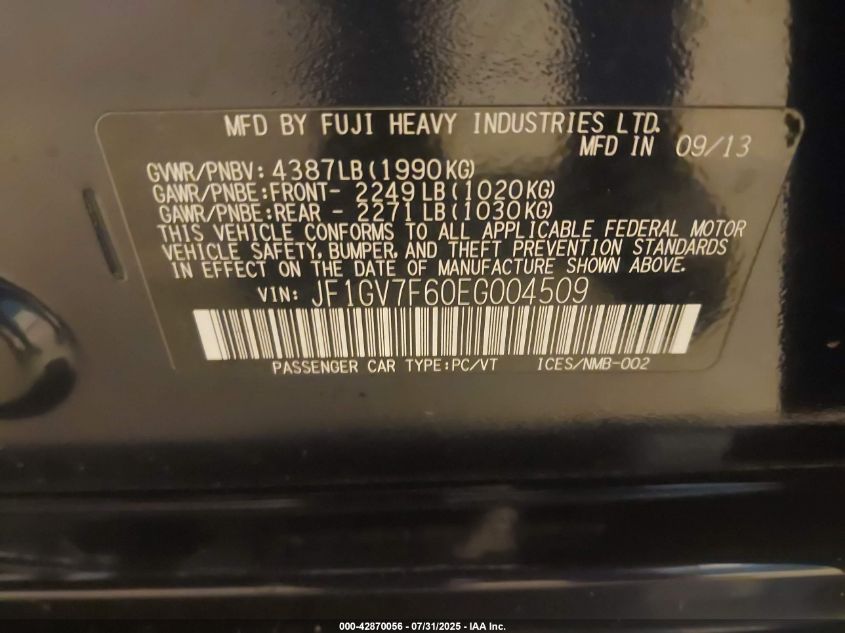 MFD BY FUJI HEAVY INDUSTRIES LTD.
MFD IN 09/13
GVWR/PNBV: 4387LB(1990KG)
GAWR/PNBE:FRONT- 2249LB(1020KG)
GAWR/PNBE:REAR - 2271LB(1030KG)
THIS VEHICLE CONFORMS TO ALL APPLICABLE FEDERAL MOTOR
VEHICLE SAFETY, BUMPER, AND THEFT PREVENTION STANDARDS
IN EFFECT ON THE DATE OF MANUFACTURE SHOWN ABOVE.
VIN: JF1GV7F60EG004509
PASSENGER CAR TYPE:PC/VT ICES/NMB-002
000-42870056 - 07/31/2025 - IAA Inc.